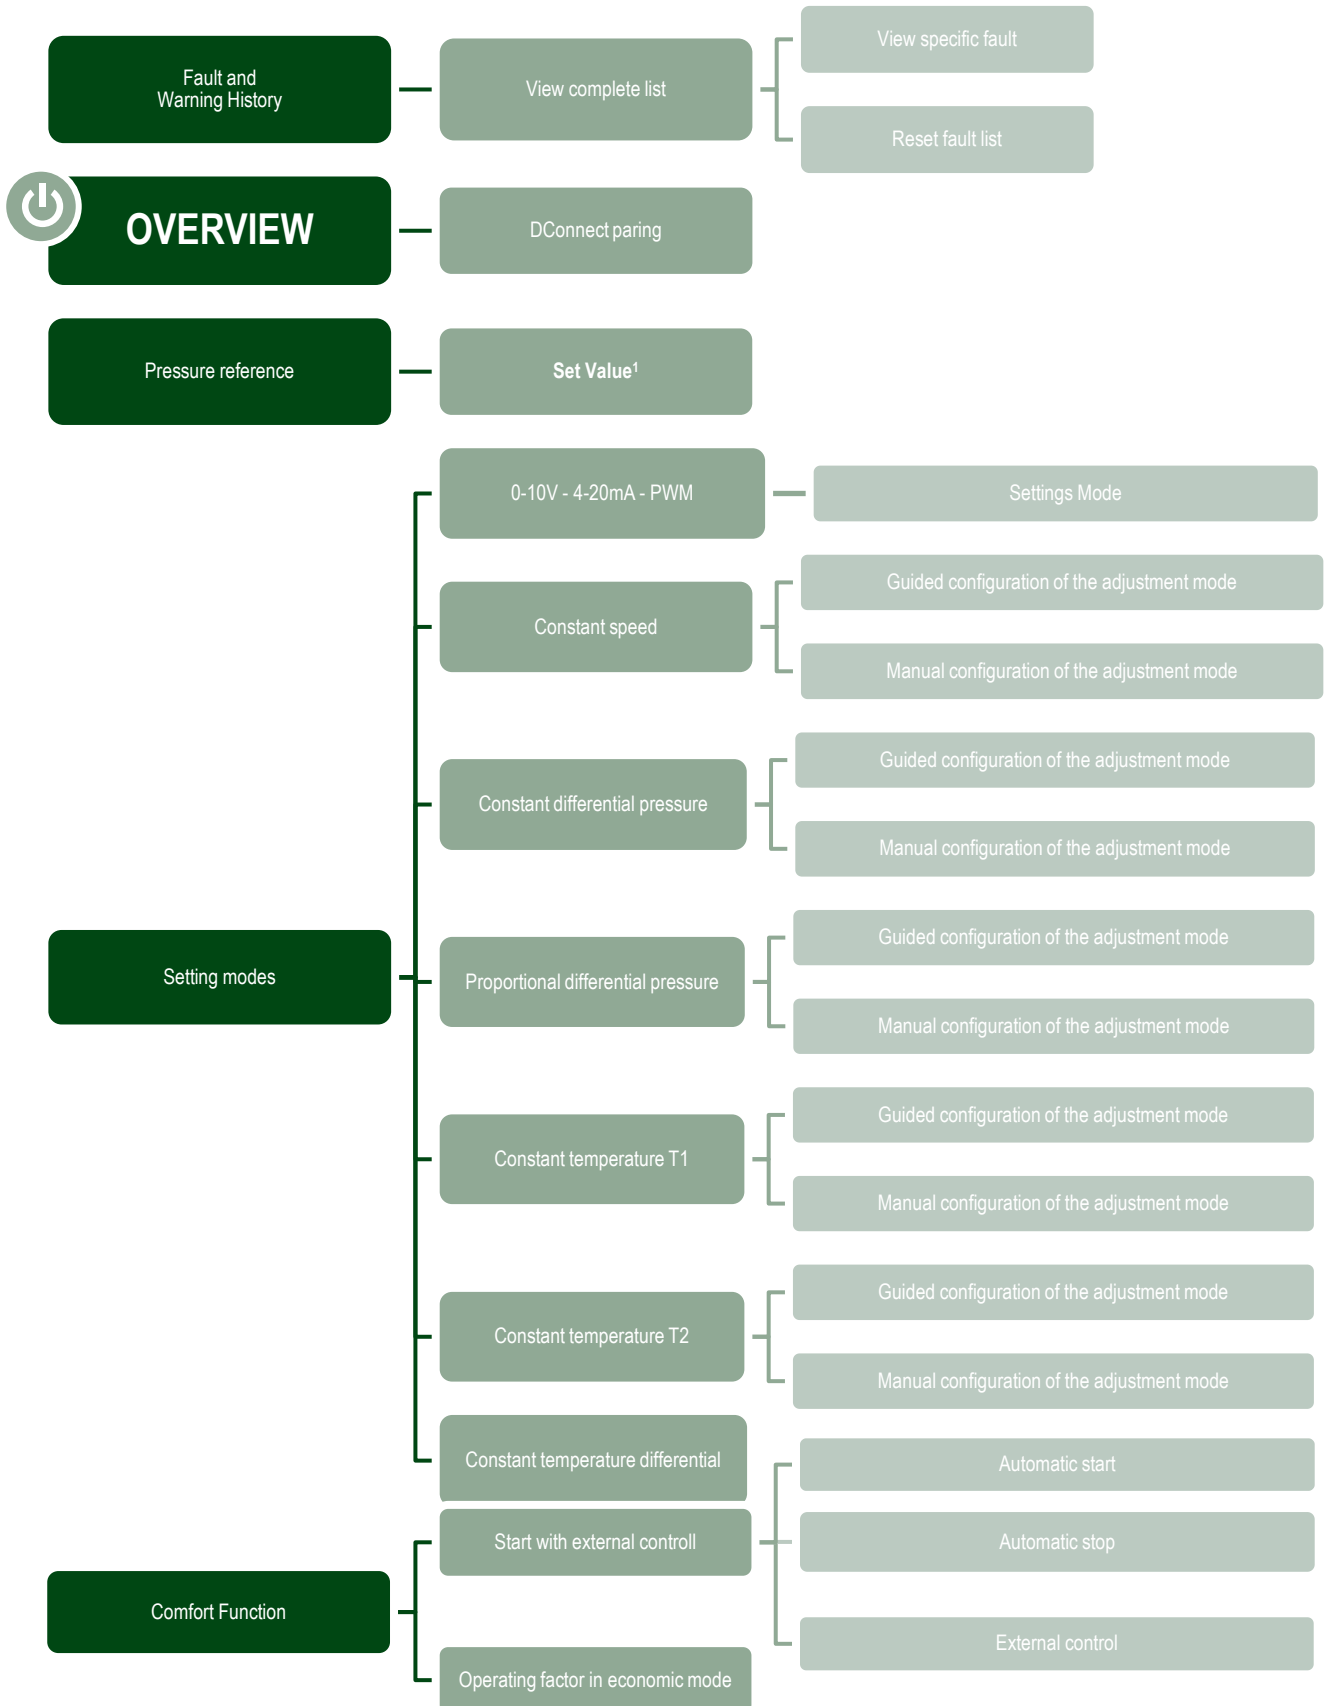 Fault and
Warning History
View complete list
View specific fault
Reset fault list
OVERVIEW
DConnect paring
Pressure reference
Set Value¹
Setting modes
0-10V - 4-20mA - PWM
Settings Mode
Constant speed
Guided configuration of the adjustment mode
Manual configuration of the adjustment mode
Constant differential pressure
Guided configuration of the adjustment mode
Manual configuration of the adjustment mode
Proportional differential pressure
Guided configuration of the adjustment mode
Manual configuration of the adjustment mode
Constant temperature T1
Guided configuration of the adjustment mode
Manual configuration of the adjustment mode
Constant temperature T2
Guided configuration of the adjustment mode
Manual configuration of the adjustment mode
Constant temperature differential
Comfort Function
Start with external controll
Automatic start
Automatic stop
External control
Operating factor in economic mode